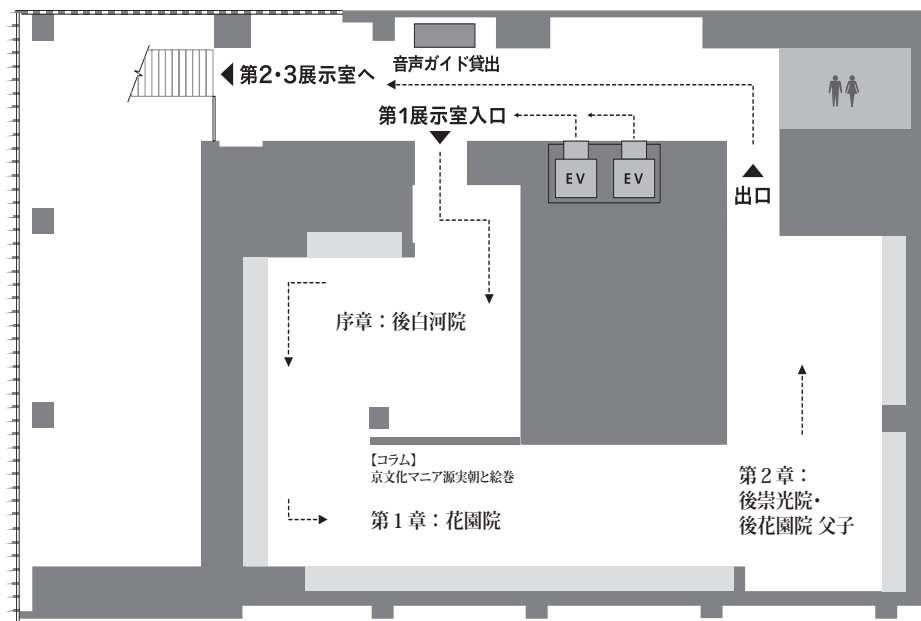 音声ガイド貸出
第2・3展示室へ
第1展示室入口
EV
EV
出口
序章：後白河院
【コラム】
京文化マニア源実朝と絵巻
第1章：花園院
第2章：
後崇光院・
後花園院 父子